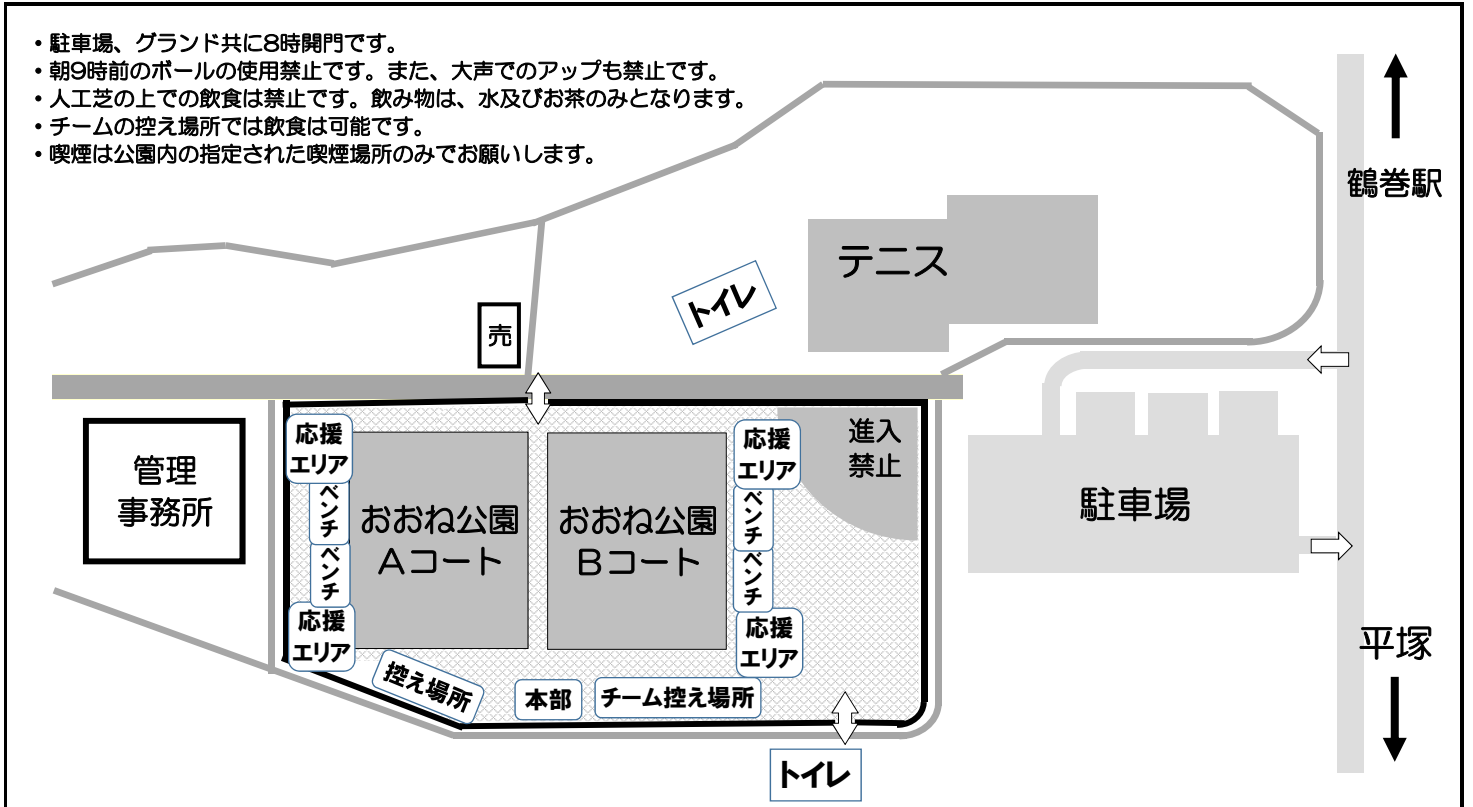 ・駐車場、グランド共に8時開門です。
・朝9時前のボールの使用禁止です。また、大声でのアップも禁止です。
・人工芝の上での飲食は禁止です。飲み物は、水及びお茶のみとなります。
・チームの控え場所では飲食は可能です。
・喫煙は公園内の指定された喫煙場所のみでお願いします。
鶴巻駅
テニス
トイレ
売
管理
事務所
応援
エリア
ベンチ
ベンチ
応援
エリア
おおね公園
Aコート
おおね公園
Bコート
応援
エリア
ベンチ
ベンチ
応援
エリア
進入
禁止
駐車場
平塚
控え場所
本部
チーム控え場所
トイレ